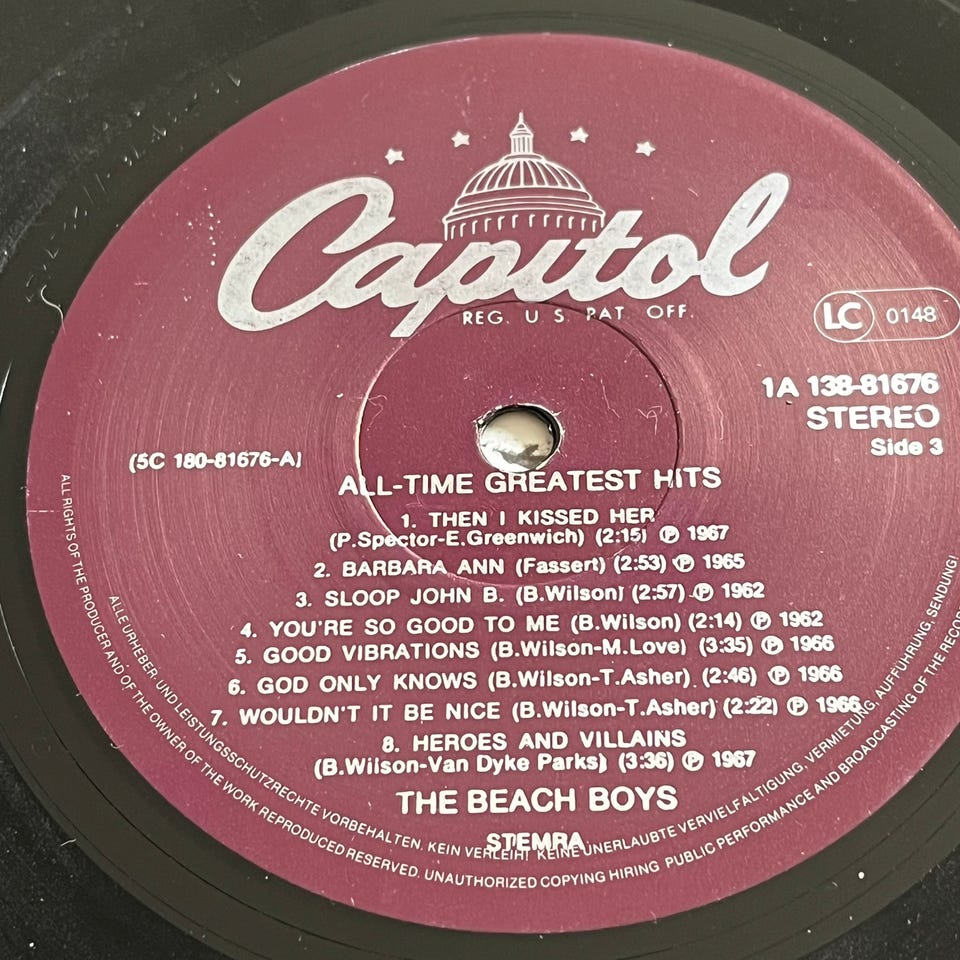 Capitol
REG. U S PAT OFF.
LC 0148
1A 138-81676
STEREO
Side 3
(5C 180-81676-A)
ALL-TIME GREATEST HITS
1. THEN I KISSED HER
(P.Spector-E.Greenwich) (2:15) ℗ 1967
2. BARBARA ANN (Fassert) (2:53) ℗ 1965
3. SLOOP JOHN B. (B.Wilson) (2:57) ℗ 1962
4. YOU'RE SO GOOD TO ME (B.Wilson) (2:14) ℗ 1962
5. GOOD VIBRATIONS (B.Wilson-M.Love) (3:35) ℗ 1966
6. GOD ONLY KNOWS (B.Wilson-T.Asher) (2:46) ℗ 1966
7. WOULDN'T IT BE NICE (B.Wilson-T.Asher) (2:22) ℗ 1966
8. HEROES AND VILLAINS
(B.Wilson-Van Dyke Parks) (3:36) ℗ 1967
THE BEACH BOYS
STEMRA
ALLE URHEBER- UND LEISTUNGSSCHUTZRECHTE VORBEHALTEN. KEIN VERLEIH! KEINE UNERLAUBTE VERVIELFÄLTIGUNG, VERMIETUNG, AUFFÜHRUNG, SENDUNG!
ALL RIGHTS OF THE PRODUCER AND OF THE OWNER OF THE WORK REPRODUCED RESERVED. UNAUTHORIZED COPYING HIRING PUBLIC PERFORMANCE AND BROADCASTING OF THE